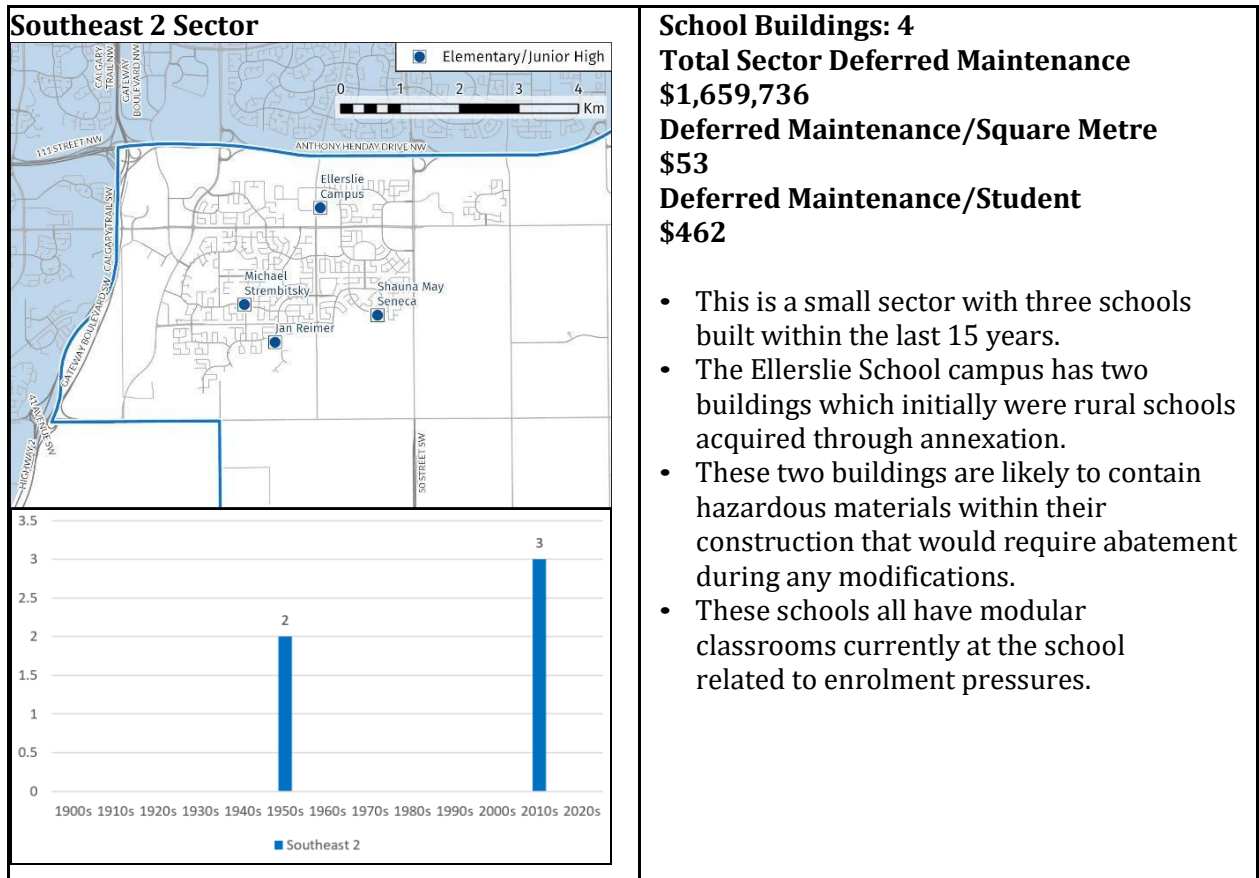 Southeast 2 Sector
Elementary/Junior High
CALGARY
TRAIL NW
GATEWAY
BOULEVARD NW
0 1 2 3 4
Km
111 STREET NW
ANTHONY HENDAY DRIVE NW
Ellerslie
Campus
GATEWAY BOULEVARD SW
CALGARY TRAIL SW
Michael
Strembitsky
Shauna May
Seneca
Jan Reimer
41 AVENUE SW
HIGHWAY 2
50 STREET SW
3.5
3
2.5
2
1.5
1
0.5
0
2
3
1900s 1910s 1920s 1930s 1940s 1950s 1960s 1970s 1980s 1990s 2000s 2010s 2020s
Southeast 2
School Buildings: 4
Total Sector Deferred Maintenance
$1,659,736
Deferred Maintenance/Square Metre
$53
Deferred Maintenance/Student
$462
• This is a small sector with three schools
built within the last 15 years.
• The Ellerslie School campus has two
buildings which initially were rural schools
acquired through annexation.
• These two buildings are likely to contain
hazardous materials within their
construction that would require abatement
during any modifications.
• These schools all have modular
classrooms currently at the school
related to enrolment pressures.